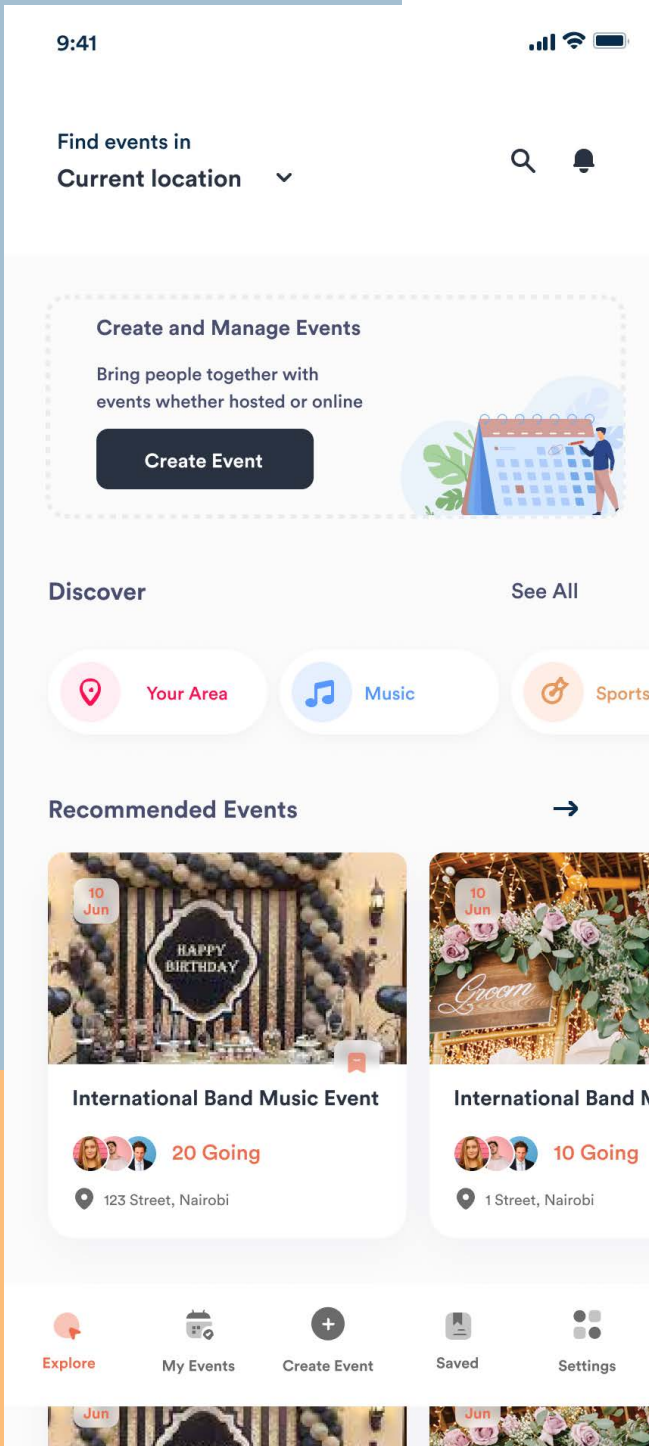 9:41
Find events in
Current location
Create and Manage Events
Bring people together with
events whether hosted or online
Create Event
Discover
See All
Your Area
Music
Sports
Recommended Events
10
Jun
HAPPY
BIRTHDAY
10
Jun
Groom
International Band Music Event
International Band M
20 Going
10 Going
123 Street, Nairobi
1 Street, Nairobi
Explore
My Events
Create Event
Saved
Settings
Jun
Jun